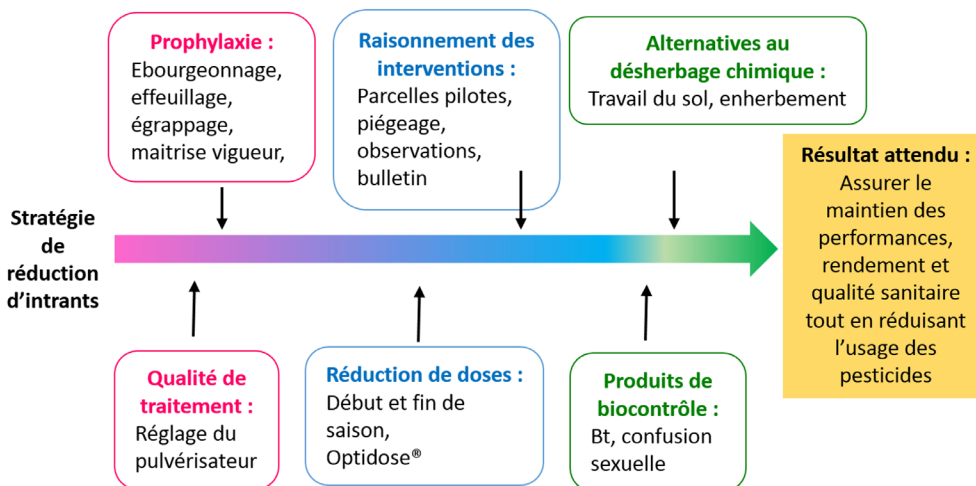 Prophylaxie :
Ebourgeonnage,
effeuillage,
égrappage,
maitrise vigueur,
Raisonnement des
interventions :
Parcelles pilotes,
piégeage,
observations,
bulletin
Alternatives au
désherbage chimique :
Travail du sol, enherbement
Stratégie
de
réduction
d'intrants
Résultat attendu :
Assurer le
maintien des
performances,
rendement et
qualité sanitaire
tout en réduisant
l'usage des
pesticides
Qualité de
traitement :
Réglage du
pulvérisateur
Réduction de doses :
Début et fin de
saison,
Optidose®
Produits de
biocontrôle :
Bt, confusion
sexuelle